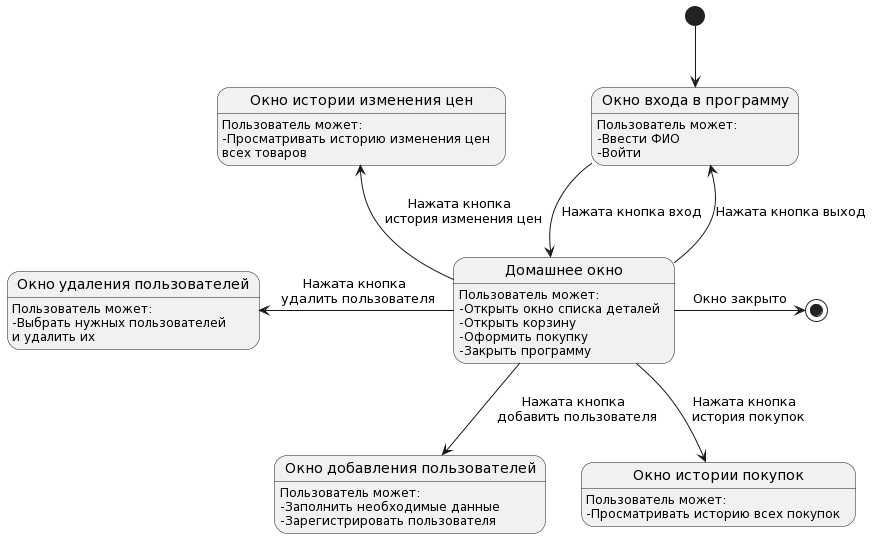 Окно истории изменения цен
Пользователь может:
-Просматривать историю изменения цен
всех товаров
Окно входа в программу
Пользователь может:
-Ввести ФИО
-Войти
Нажата кнопка
история изменения цен
Нажата кнопка вход
Нажата кнопка выход
Окно удаления пользователей
Пользователь может:
-Выбрать нужных пользователей
и удалить их
Нажата кнопка
удалить пользователя
Домашнее окно
Пользователь может:
-Открыть окно списка деталей
-Открыть корзину
-Оформить покупку
-Закрыть программу
Окно закрыто
Нажата кнопка
добавить пользователя
Нажата кнопка
история покупок
Окно добавления пользователей
Пользователь может:
-Заполнить необходимые данные
-Зарегистрировать пользователя
Окно истории покупок
Пользователь может:
-Просматривать историю всех покупок